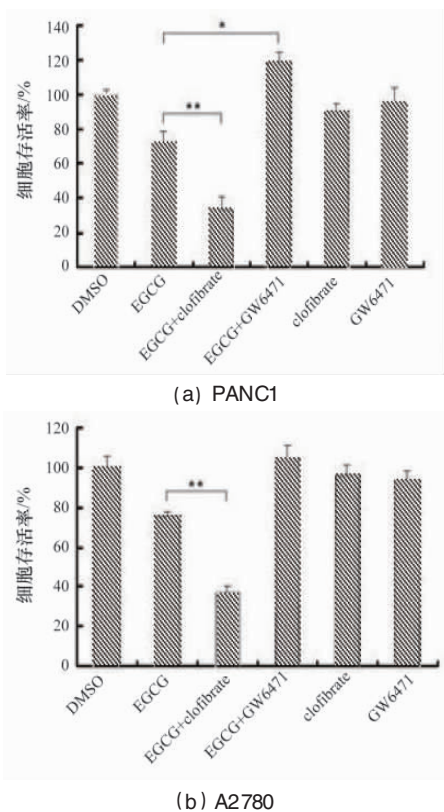 140
120
100
80
60
40
20
0
细胞存活率/%
*
**
DMSO
EGCG
EGCG+clofibrate
EGCG+GW6471
clofibrate
GW6471
(a) PANC1
120
100
80
60
40
20
0
细胞存活率/%
**
DMSO
EGCG
EGCG+clofibrate
EGCG+GW6471
clofibrate
GW6471
(b) A2780